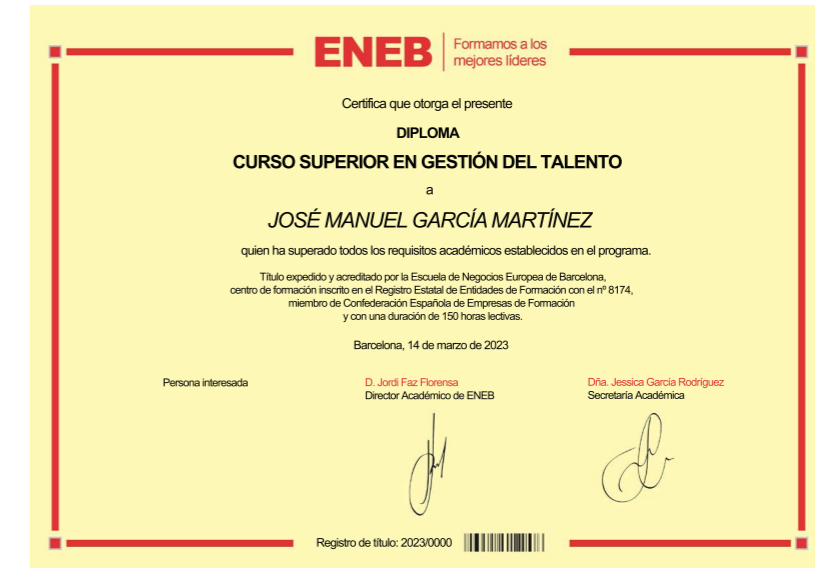 ENEB
Formamos a los
mejores líderes
Certifica que otorga el presente
DIPLOMA
CURSO SUPERIOR EN GESTIÓN DEL TALENTO
a
JOSÉ MANUEL GARCÍA MARTÍNEZ
quien ha superado todos los requisitos académicos establecidos en el programa.
Título expedido y acreditado por la Escuela de Negocios Europea de Barcelona,
centro de formación inscrito en el Registro Estatal de Entidades de Formación con el nº 8174,
miembro de Confederación Española de Empresas de Formación
y con una duración de 150 horas lectivas.
Barcelona, 14 de marzo de 2023
Persona interesada
D. Jordi Faz Florensa
Director Académico de ENEB
Dña. Jessica García Rodríguez
Secretaría Académica
Registro de título: 2023/0000